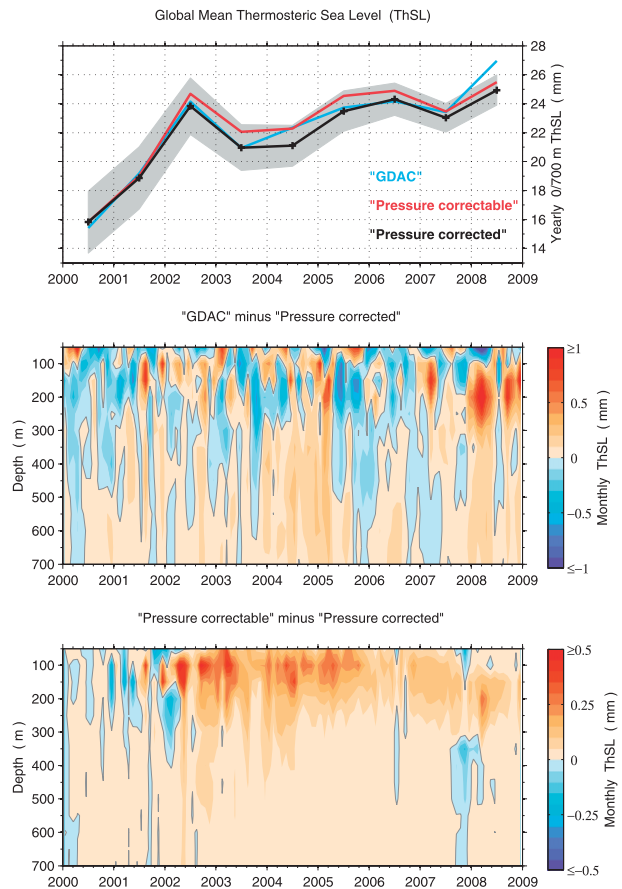 Global Mean Thermosteric Sea Level (ThSL)
28
26
24
22
20
18
16
14
Yearly 0/700 m ThSL ( mm )
"GDAC"
"Pressure correctable"
"Pressure corrected"
2000 2001 2002 2003 2004 2005 2006 2007 2008 2009
"GDAC" minus "Pressure corrected"
Depth ( m )
100
200
300
400
500
600
700
2000 2001 2002 2003 2004 2005 2006 2007 2008 2009
≥1
0.5
0
−0.5
≤−1
Monthly ThSL ( mm )
"Pressure correctable" minus "Pressure corrected"
Depth ( m )
100
200
300
400
500
600
700
2000 2001 2002 2003 2004 2005 2006 2007 2008 2009
≥0.5
0.25
0
−0.25
≤−0.5
Monthly ThSL ( mm )